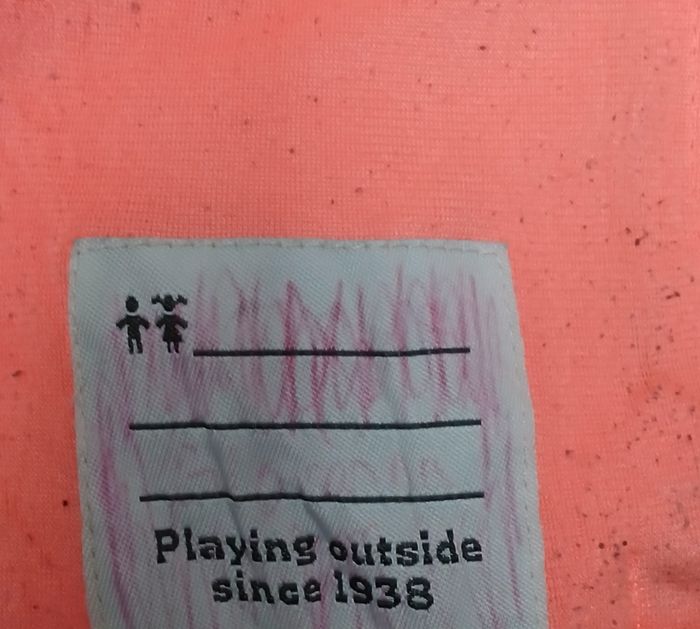 Playing outside
since 1938